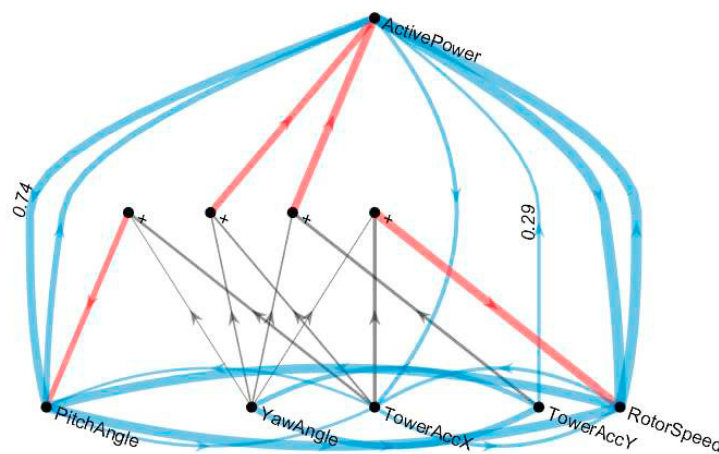 ActivePower
0.74
+
+
+
+
0.29
PitchAngle
YawAngle
TowerAccX
TowerAccY
RotorSpeed